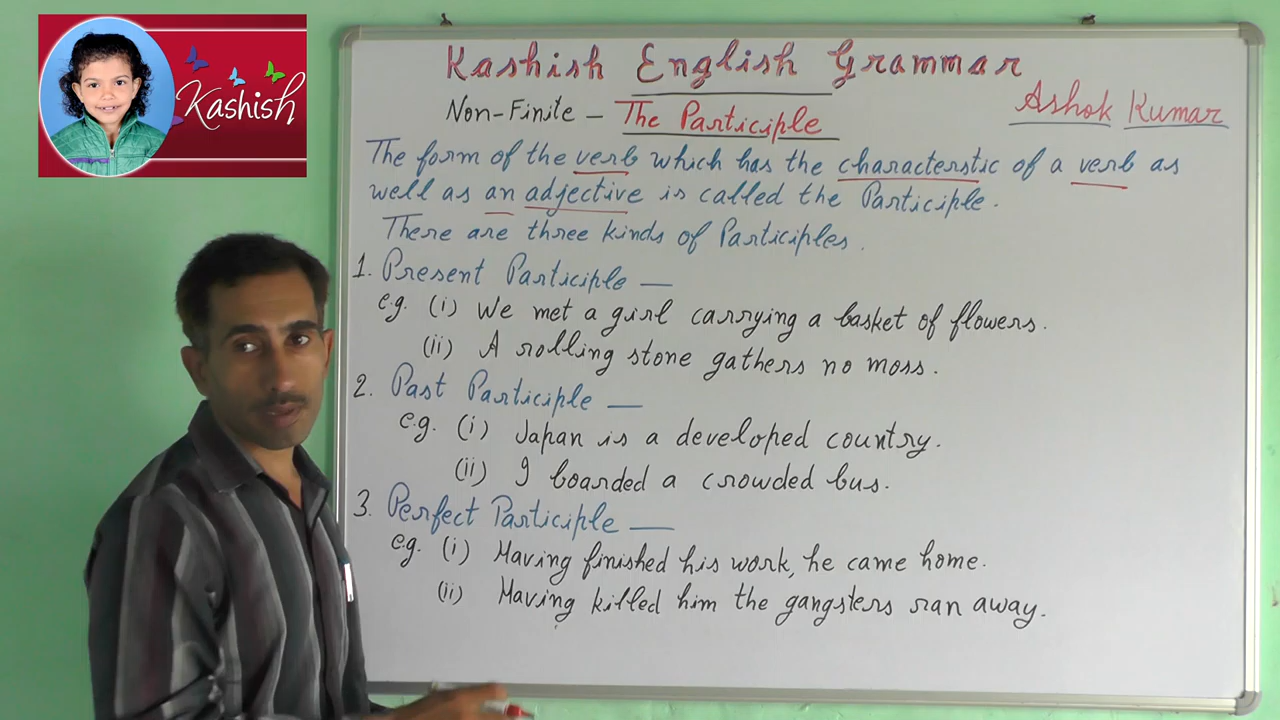 Kashish
Kashish English Grammar
Non-Finite - The Participle
Ashok Kumar
The form of the verb which has the characterstic of a verb as
well as an adjective is called the Participle.
There are three kinds of Participles.
1. Present Participle —
e.g. (i) We met a girl carrying a basket of flowers.
(ii) A rolling stone gathers no moss.
2. Past Participle —
e.g. (i) Japan is a developed country.
(ii) I boarded a crowded bus.
3. Perfect Participle —
e.g. (i) Having finished his work, he came home.
(ii) Having killed him the gangsters ran away.